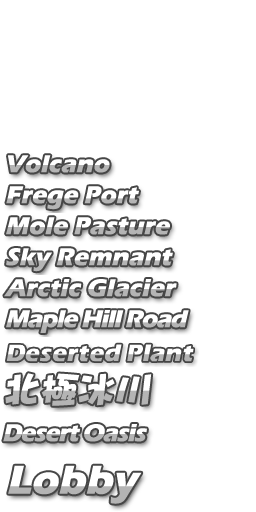 Volcano
Frege Port
Mole Pasture
Sky Remnant
Arctic Glacier
Maple Hill Road
Deserted Plant
北極冰川
Desert Oasis
Lobby